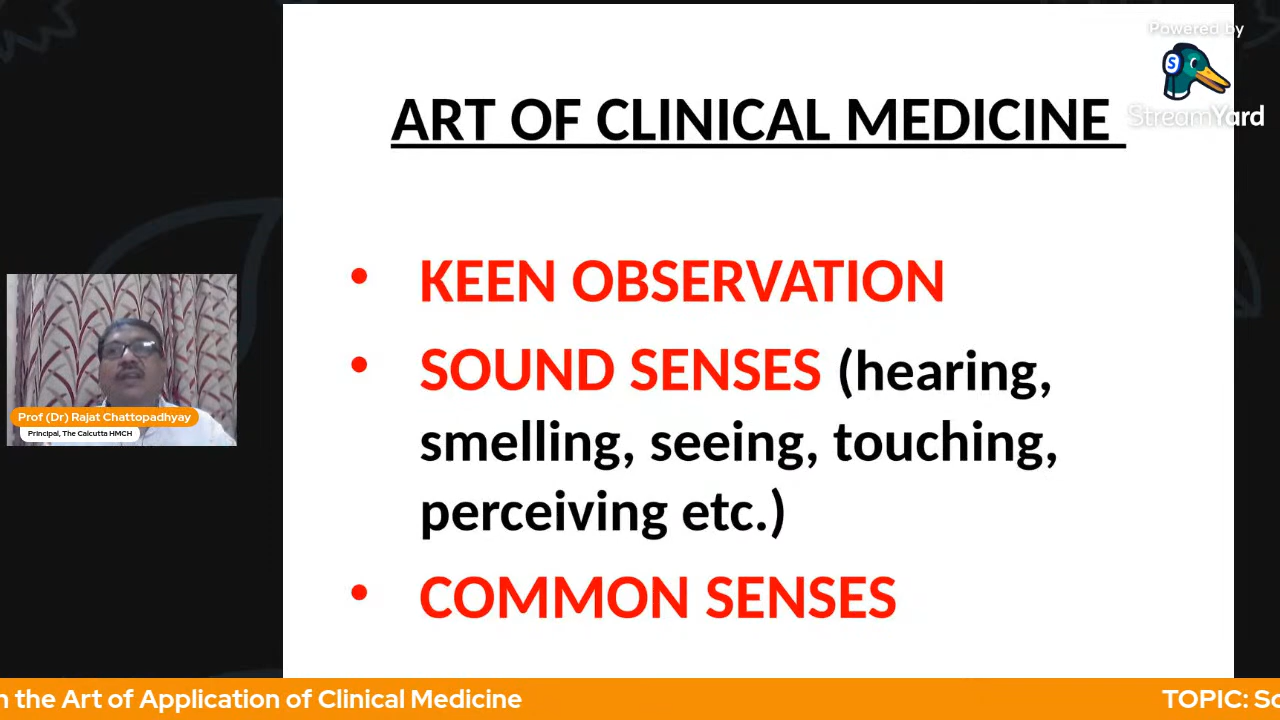 Powered by
StreamYard
ART OF CLINICAL MEDICINE
• KEEN OBSERVATION
• SOUND SENSES (hearing,
smelling, seeing, touching,
perceiving etc.)
• COMMON SENSES
Prof (Dr) Rajat Chattopadhyay
Principal, The Calcutta HMCH
the Art of Application of Clinical Medicine
TOPIC: